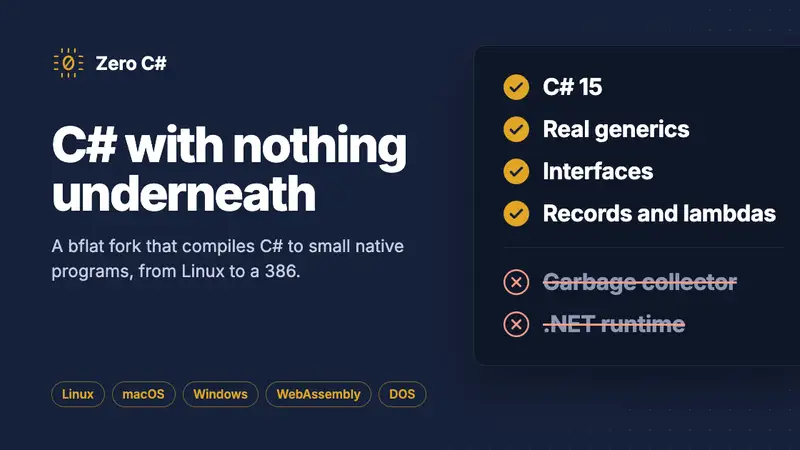 Zero C#
C# with nothing
underneath
A bflat fork that compiles C# to small native
programs, from Linux to a 386.
Linux
macOS
Windows
WebAssembly
DOS
C# 15
Real generics
Interfaces
Records and lambdas
Garbage collector
.NET runtime